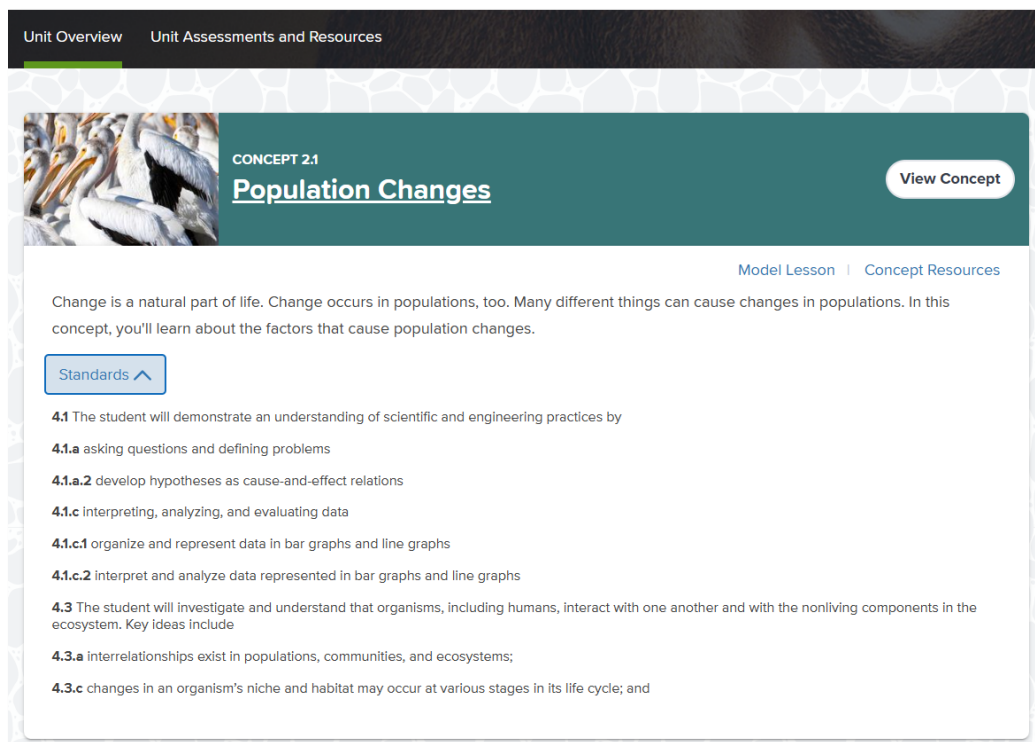 Unit Overview
Unit Assessments and Resources
CONCEPT 2.1
Population Changes
View Concept
Model Lesson | Concept Resources
Change is a natural part of life. Change occurs in populations, too. Many different things can cause changes in populations. In this
concept, you'll learn about the factors that cause population changes.
Standards
4.1 The student will demonstrate an understanding of scientific and engineering practices by
4.1.a asking questions and defining problems
4.1.a.2 develop hypotheses as cause-and-effect relations
4.1.c interpreting, analyzing, and evaluating data
4.1.c.1 organize and represent data in bar graphs and line graphs
4.1.c.2 interpret and analyze data represented in bar graphs and line graphs
4.3 The student will investigate and understand that organisms, including humans, interact with one another and with the nonliving components in the
ecosystem. Key ideas include
4.3.a interrelationships exist in populations, communities, and ecosystems;
4.3.c changes in an organism's niche and habitat may occur at various stages in its life cycle; and